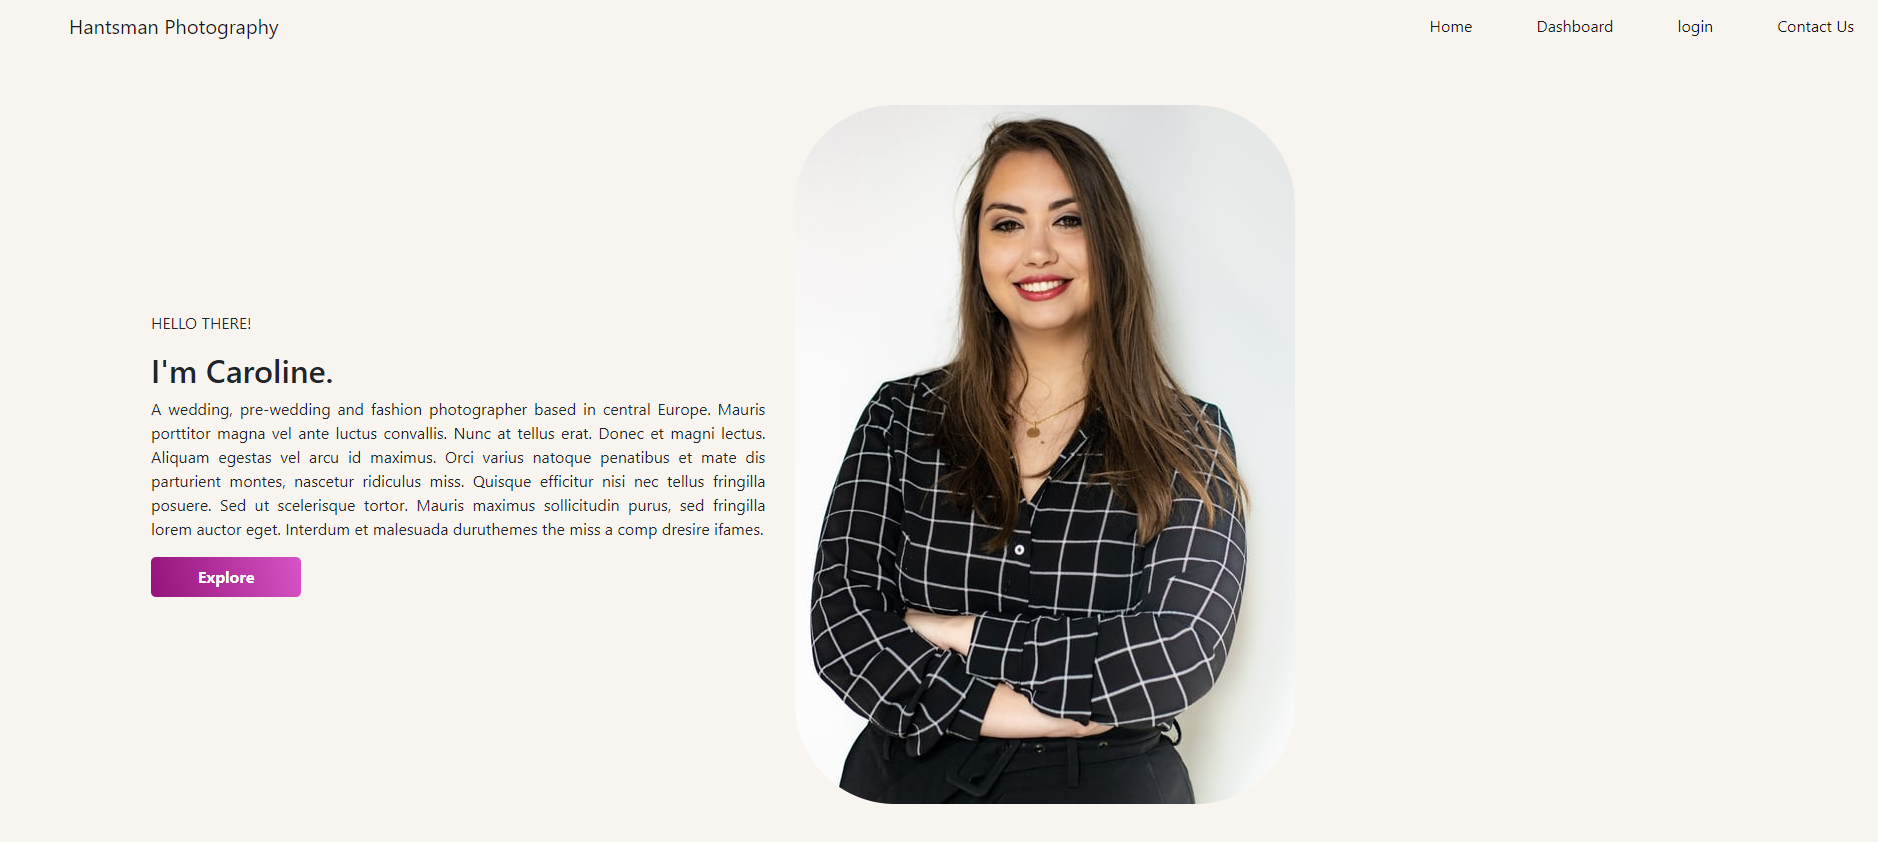 Hantsman Photography
Home Dashboard login Contact Us
HELLO THERE!
I'm Caroline.
A wedding, pre-wedding and fashion photographer based in central Europe. Mauris
porttitor magna vel ante luctus convallis. Nunc at tellus erat. Donec et magni lectus.
Aliquam egestas vel arcu id maximus. Orci varius natoque penatibus et mate dis
parturient montes, nascetur ridiculus miss. Quisque efficitur nisi nec tellus fringilla
posuere. Sed ut scelerisque tortor. Mauris maximus sollicitudin purus, sed fringilla
lorem auctor eget. Interdum et malesuada duruthemes the miss a comp dresire ifames.
Explore